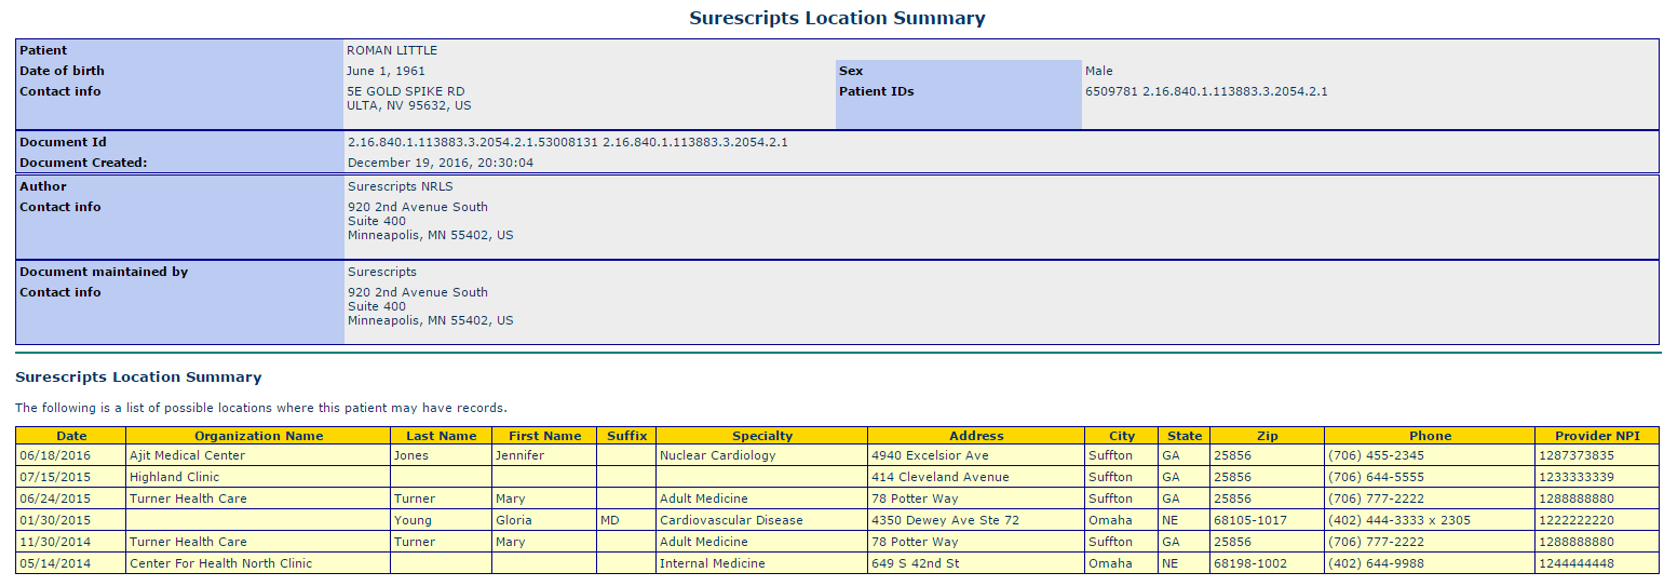 Surescripts Location Summary
Patient ROMAN LITTLE
Date of birth June 1, 1961 Sex Male
Contact info 5E GOLD SPIKE RD Patient IDs 6509781 2.16.840.1.113883.3.2054.2.1
ULTA, NV 95632, US
Document Id 2.16.840.1.113883.3.2054.2.1.53008131 2.16.840.1.113883.3.2054.2.1
Document Created: December 19, 2016, 20:30:04
Author Surescripts NRLS
Contact info 920 2nd Avenue South
Suite 400
Minneapolis, MN 55402, US
Document maintained by Surescripts
Contact info 920 2nd Avenue South
Suite 400
Minneapolis, MN 55402, US
Surescripts Location Summary
The following is a list of possible locations where this patient may have records.
Date Organization Name Last Name First Name Suffix Specialty Address City State Zip Phone Provider NPI
06/18/2016 Ajit Medical Center Jones Jennifer Nuclear Cardiology 4940 Excelsior Ave Suffton GA 25856 (706) 455-2345 1287373835
07/15/2015 Highland Clinic 414 Cleveland Avenue Suffton GA 25856 (706) 644-5555 1233333339
06/24/2015 Turner Health Care Turner Mary Adult Medicine 78 Potter Way Suffton GA 25856 (706) 777-2222 1288888880
01/30/2015 Young Gloria MD Cardiovascular Disease 4350 Dewey Ave Ste 72 Omaha NE 68105-1017 (402) 444-3333 x 2305 1222222220
11/30/2014 Turner Health Care Turner Mary Adult Medicine 78 Potter Way Suffton GA 25856 (706) 777-2222 1288888880
05/14/2014 Center For Health North Clinic Internal Medicine 649 S 42nd St Omaha NE 68198-1002 (402) 644-9988 1244444448